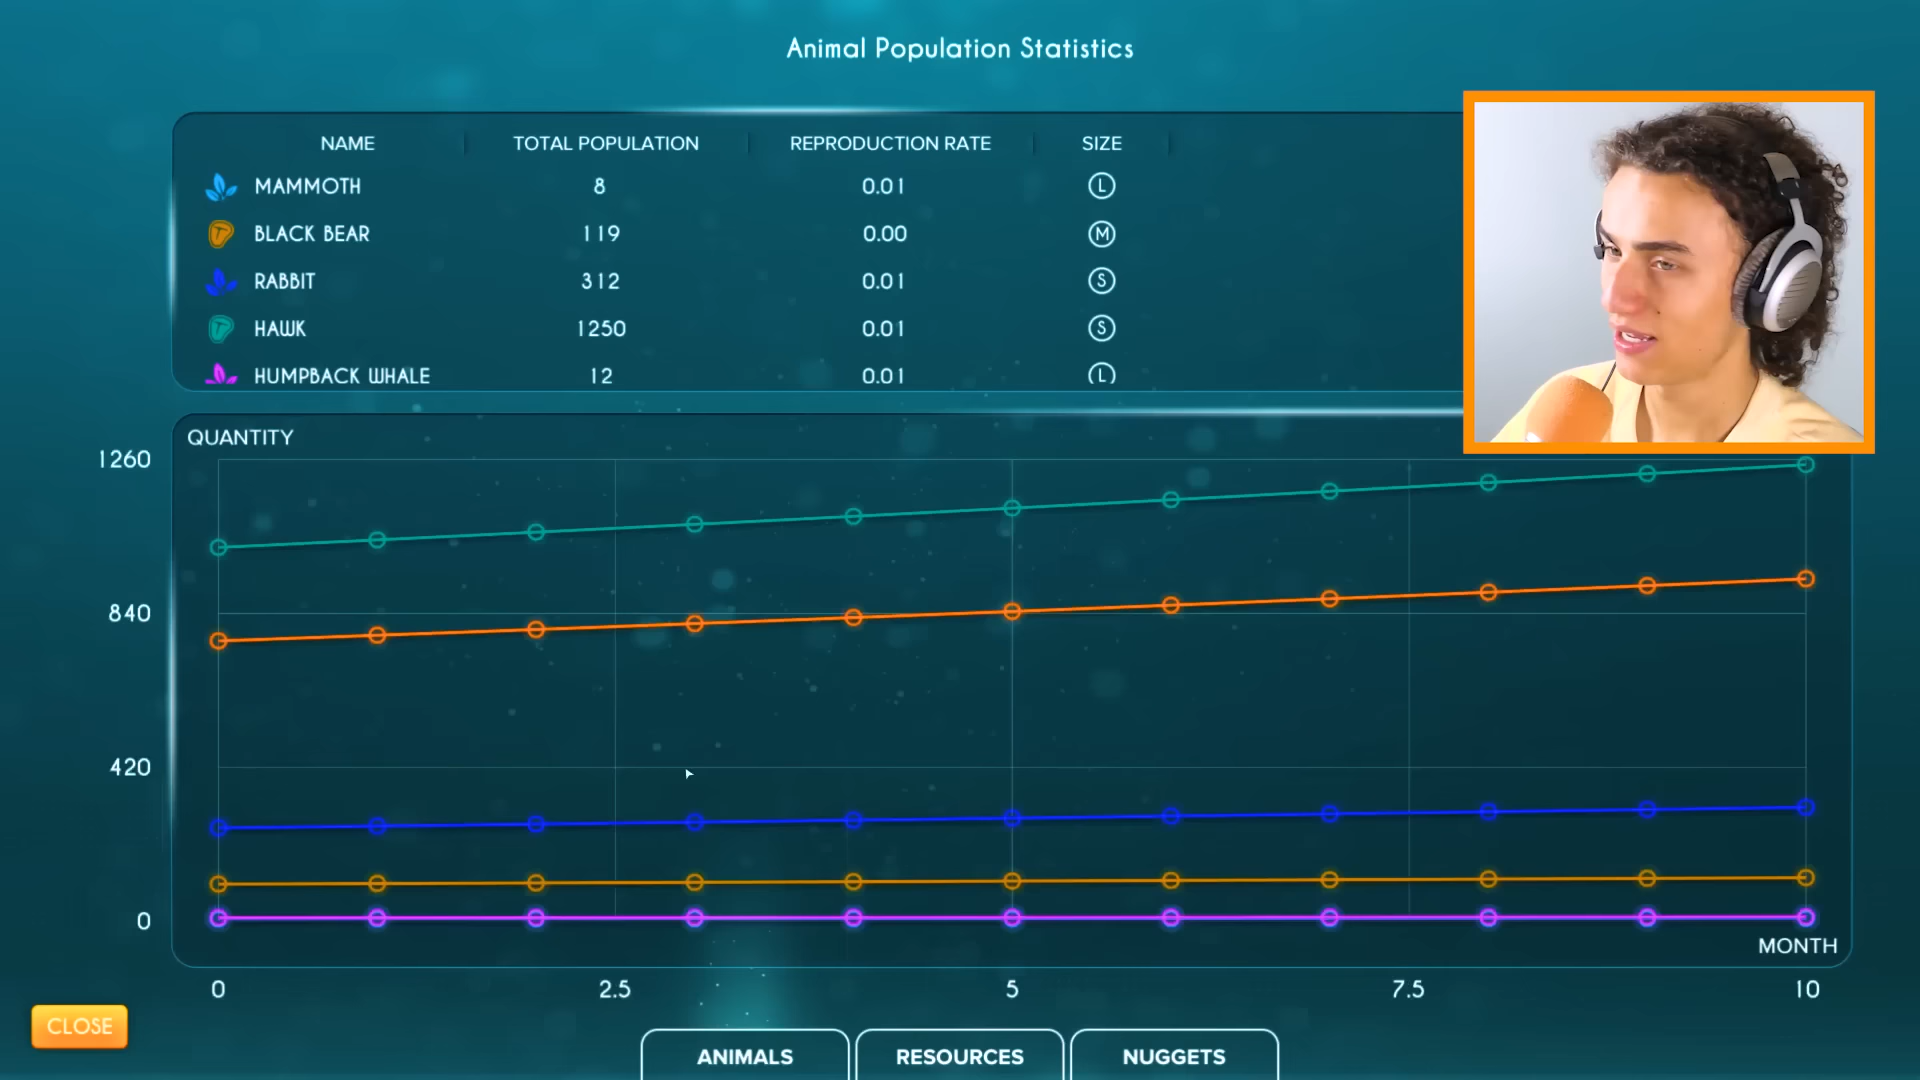 Animal Population Statistics
NAME TOTAL POPULATION REPRODUCTION RATE SIZE
MAMMOTH 8 0.01 L
BLACK BEAR 119 0.00 M
RABBIT 312 0.01 S
HAWK 1250 0.01 S
HUMPBACK WHALE 12 0.01 L
QUANTITY
1260
840
420
0
MONTH
0 2.5 5 7.5 10
CLOSE
ANIMALS RESOURCES NUGGETS